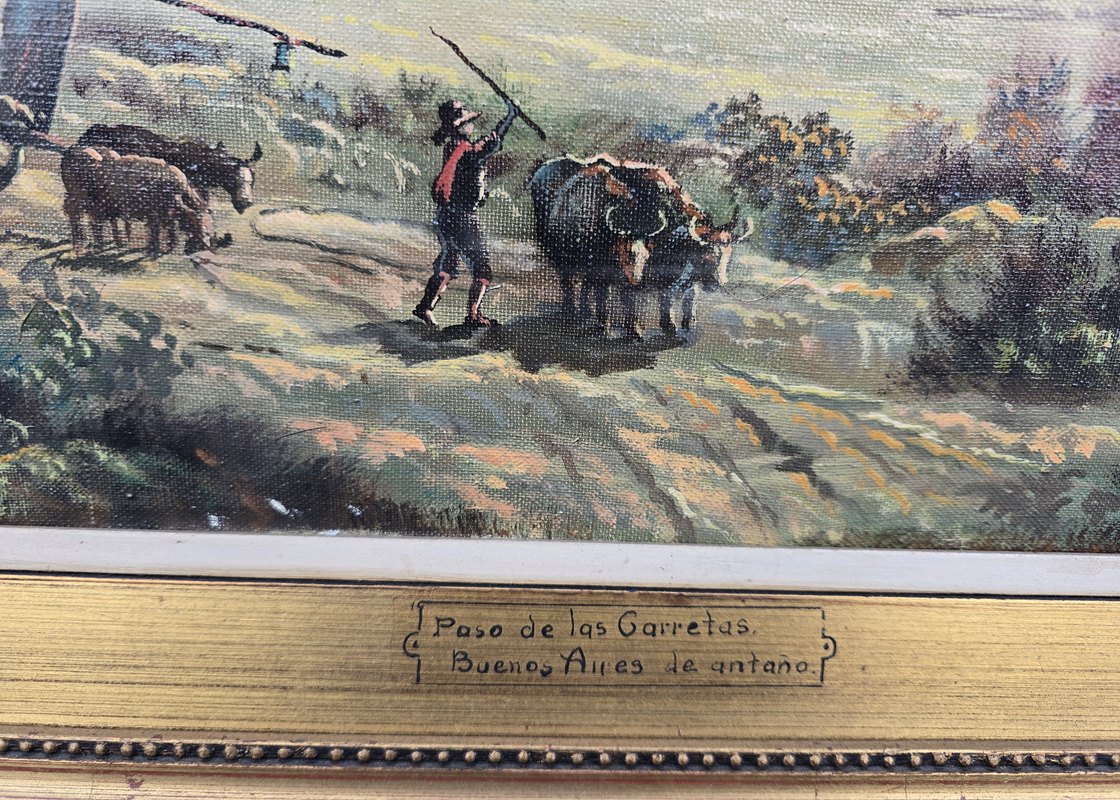 Paso de las Carretas.
Buenos Aires de antaño.